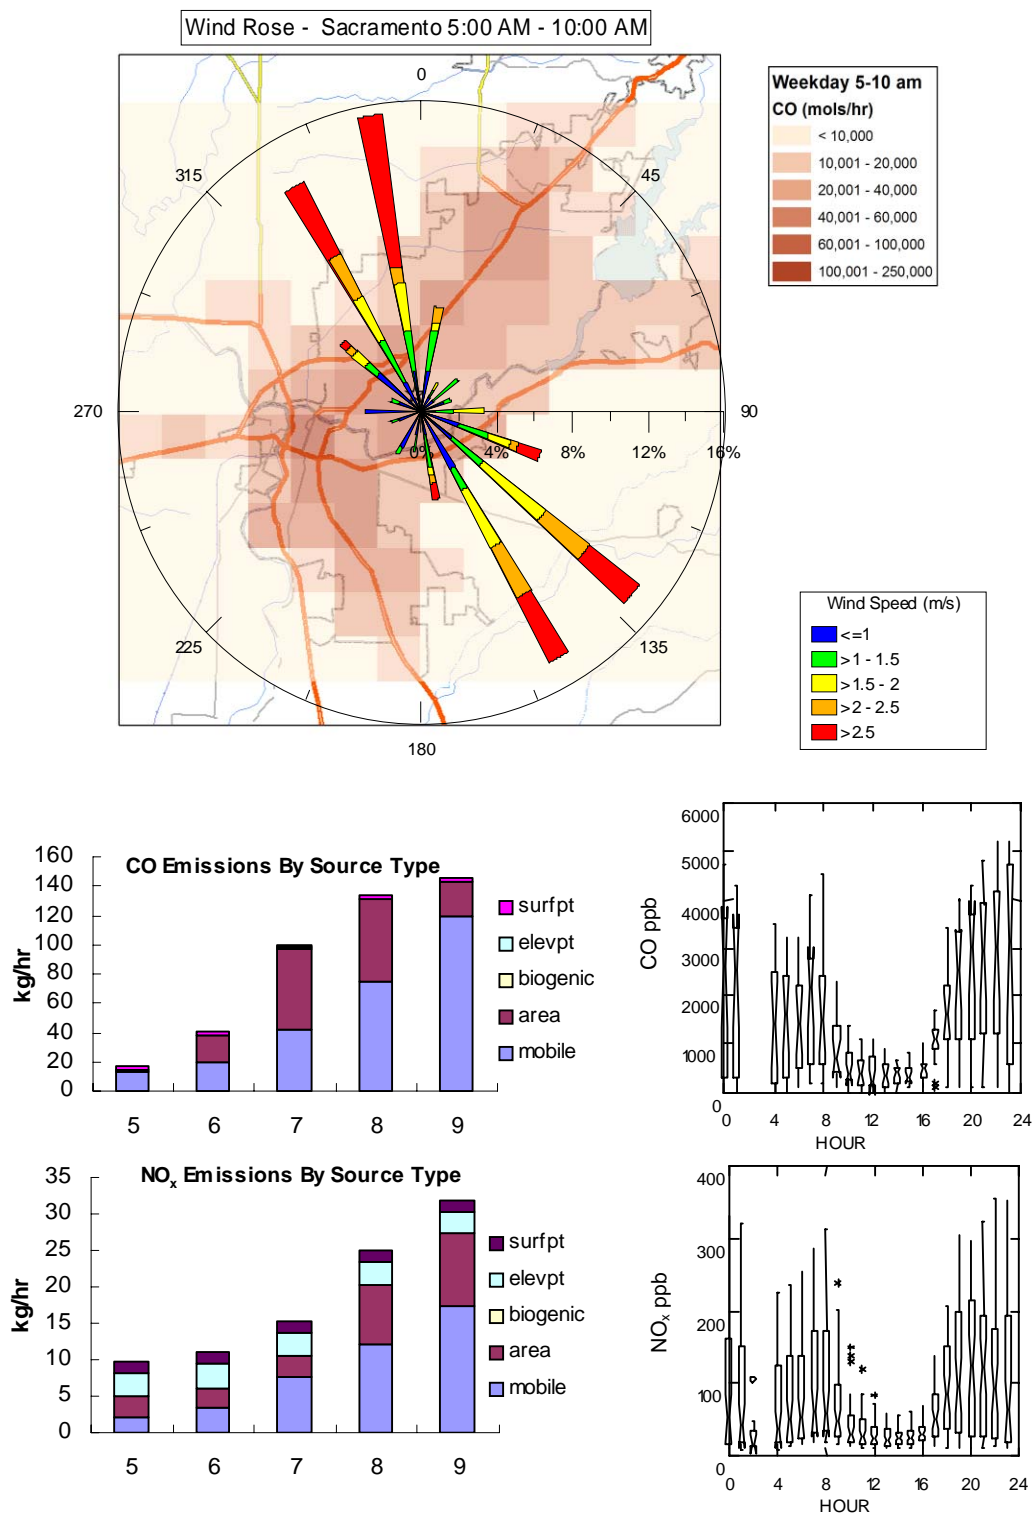 Wind Rose - Sacramento 5:00 AM - 10:00 AM
0
45
90
135
180
225
270
315
0%
4%
8%
12%
16%
Weekday 5-10 am
CO (mols/hr)
< 10,000
10,001 - 20,000
20,001 - 40,000
40,001 - 60,000
60,001 - 100,000
100,001 - 250,000
Wind Speed (m/s)
<=1
>1 - 1.5
>1.5 - 2
>2 - 2.5
>2.5
CO Emissions By Source Type
kg/hr
160
140
120
100
80
60
40
20
0
5 6 7 8 9
surfpt
elevpt
biogenic
area
mobile
CO ppb
6000
5000
4000
3000
2000
1000
0
0 4 8 12 16 20 24
HOUR
NOx Emissions By Source Type
kg/hr
35
30
25
20
15
10
5
0
5 6 7 8 9
surfpt
elevpt
biogenic
area
mobile
NOx ppb
400
300
200
100
0
0 4 8 12 16 20 24
HOUR